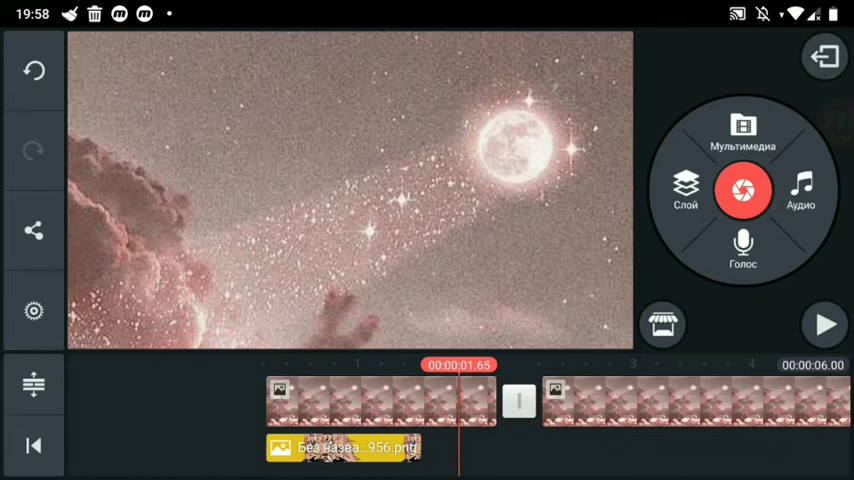 19:58
Мультимедиа
Слой
Аудио
Голос
1
00:00:01.65
3
4
00:00:06.00
Без назва...956.png